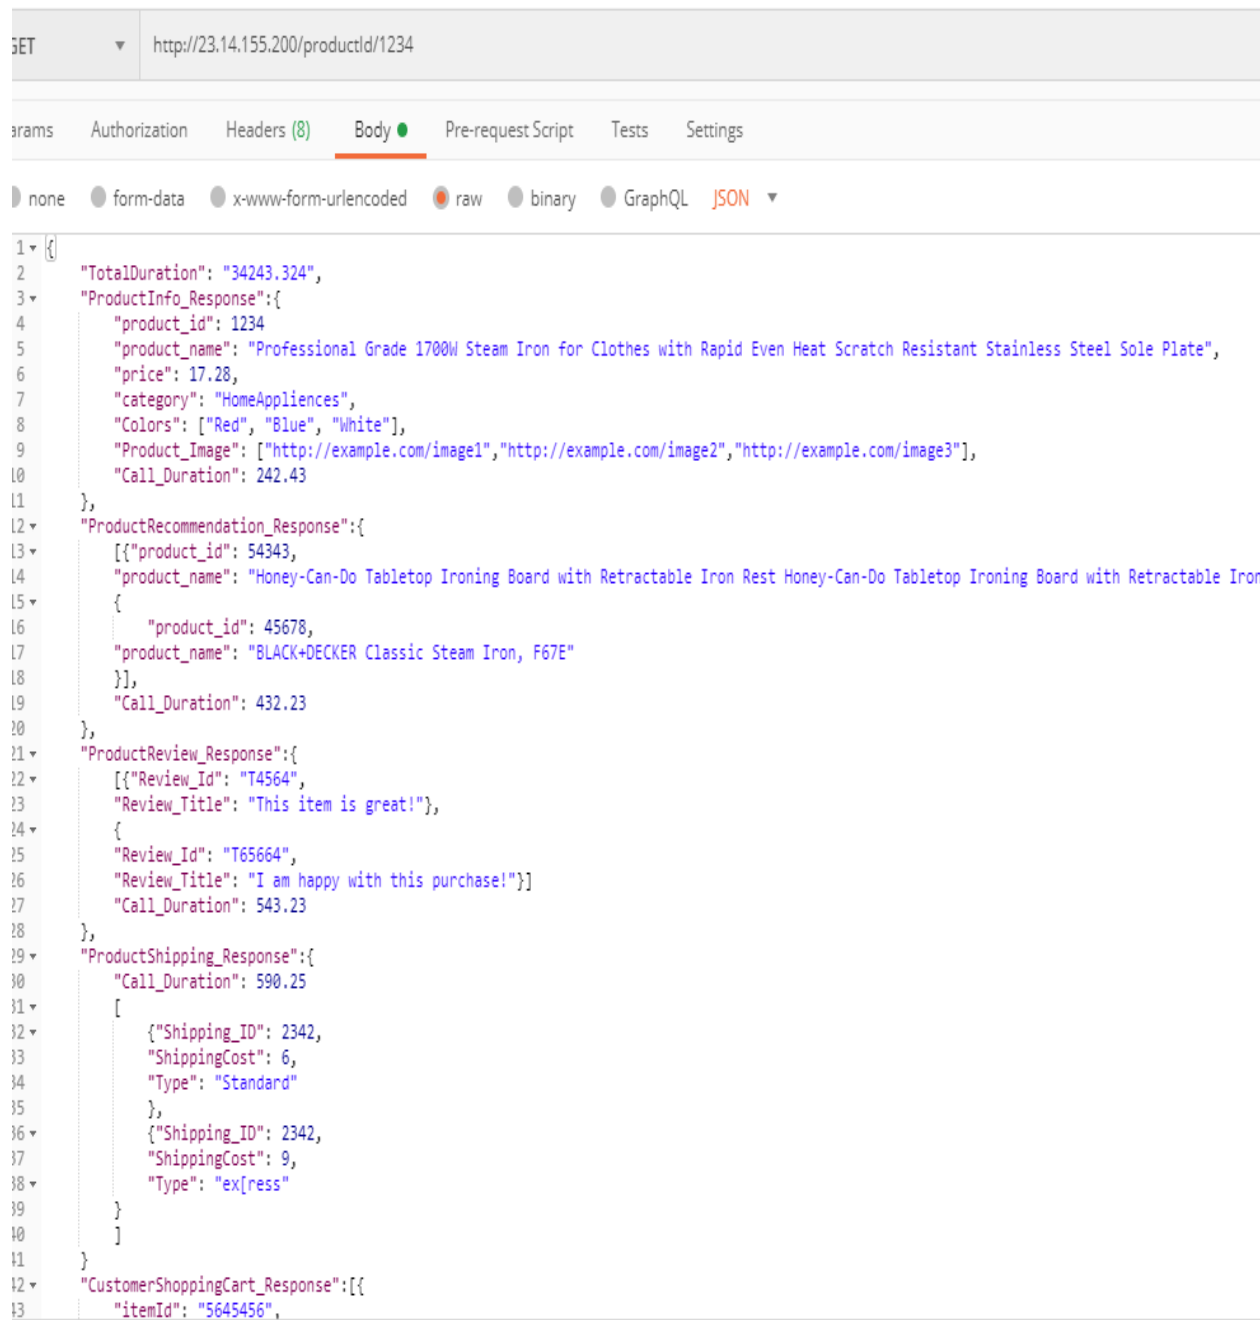 GET http://23.14.155.200/productId/1234
arams Authorization Headers (8) Body Pre-request Script Tests Settings
none form-data x-www-form-urlencoded raw binary GraphQL JSON
1 {
2 "TotalDuration": "34243.324",
3 "ProductInfo_Response":{
4 "product_id": 1234
5 "product_name": "Professional Grade 1700W Steam Iron for Clothes with Rapid Even Heat Scratch Resistant Stainless Steel Sole Plate",
6 "price": 17.28,
7 "category": "HomeAppliences",
8 "Colors": ["Red", "Blue", "White"],
9 "Product_Image": ["http://example.com/image1","http://example.com/image2","http://example.com/image3"],
10 "Call_Duration": 242.43
11 },
12 "ProductRecommendation_Response":{
13 [{"product_id": 54343,
14 "product_name": "Honey-Can-Do Tabletop Ironing Board with Retractable Iron Rest Honey-Can-Do Tabletop Ironing Board with Retractable Iron
15 {
16 "product_id": 45678,
17 "product_name": "BLACK+DECKER Classic Steam Iron, F67E"
18 }],
19 "Call_Duration": 432.23
20 },
21 "ProductReview_Response":{
22 [{"Review_Id": "T4564",
23 "Review_Title": "This item is great!"},
24 {
25 "Review_Id": "T65664",
26 "Review_Title": "I am happy with this purchase!"}]
27 "Call_Duration": 543.23
28 },
29 "ProductShipping_Response":{
30 "Call_Duration": 590.25
31 [
32 {"Shipping_ID": 2342,
33 "ShippingCost": 6,
34 "Type": "Standard"
35 },
36 {"Shipping_ID": 2342,
37 "ShippingCost": 9,
38 "Type": "ex[ress"
39 }
40 ]
41 }
42 "CustomerShoppingCart_Response":[{
43 "itemId": "5645456",